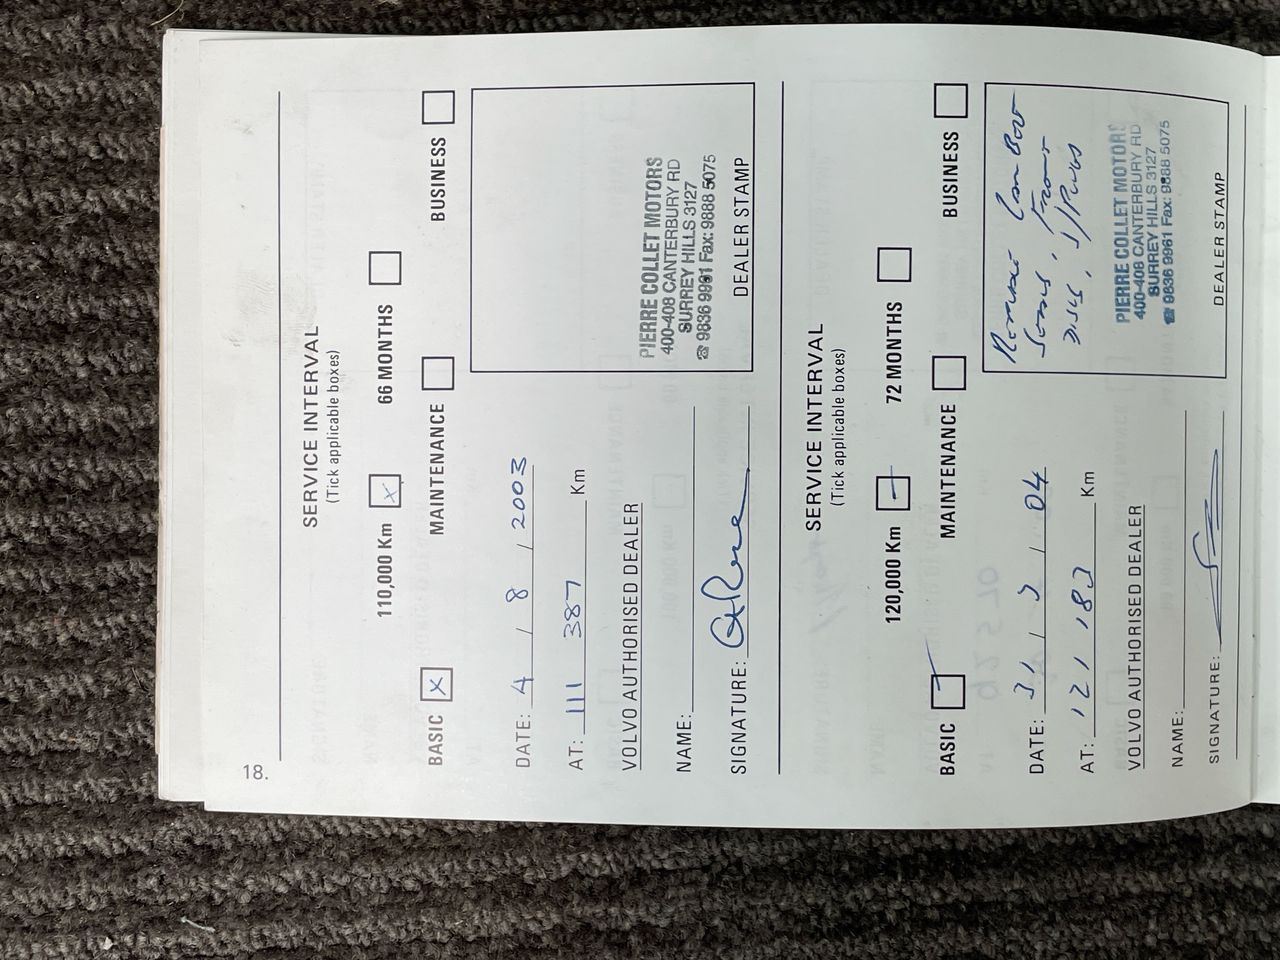 18.
SERVICE INTERVAL
(Tick applicable boxes)
110,000 Km x 66 MONTHS
BASIC x MAINTENANCE BUSINESS
DATE: 4 / 8 / 2003
AT: 111 387 Km
VOLVO AUTHORISED DEALER
NAME:
SIGNATURE:
PIERRE COLLET MOTORS
400-408 CANTERBURY RD
SURREY HILLS 3127
☎ 9836 9961 Fax: 9888 5075
DEALER STAMP
SERVICE INTERVAL
(Tick applicable boxes)
120,000 Km 72 MONTHS
BASIC MAINTENANCE BUSINESS
DATE: 31 / 3 / 04
AT: 121,183 Km
VOLVO AUTHORISED DEALER
NAME:
SIGNATURE:
Front
Discs, S/Plugs
PIERRE COLLET MOTORS
400-408 CANTERBURY RD
SURREY HILLS 3127
☎ 9836 9961 Fax: 9888 5075
DEALER STAMP